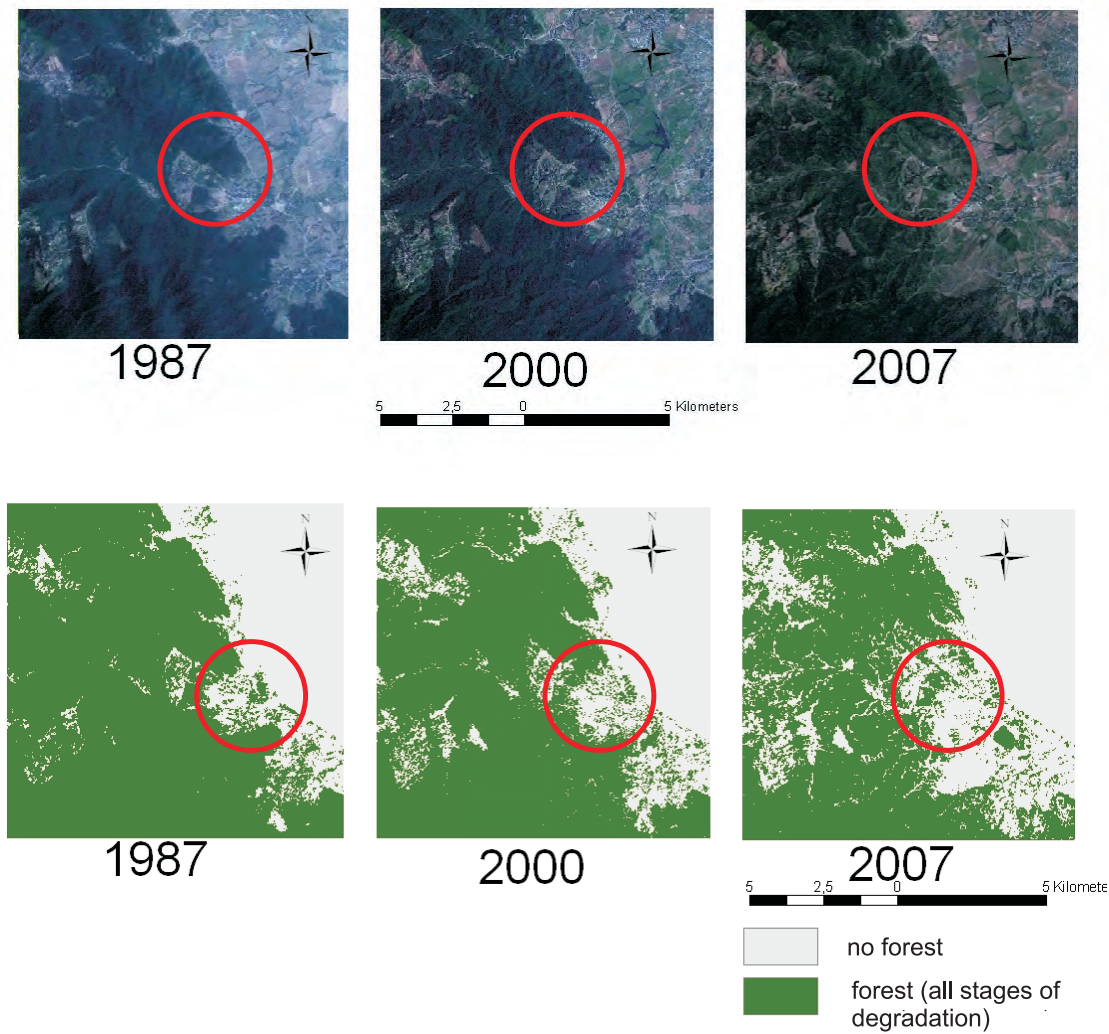 1987
2000
2007
5 2,5 0 5 Kilometers
N
N
N
1987
2000
2007
5 2,5 0 5 Kilomete
no forest
forest (all stages of
degradation)